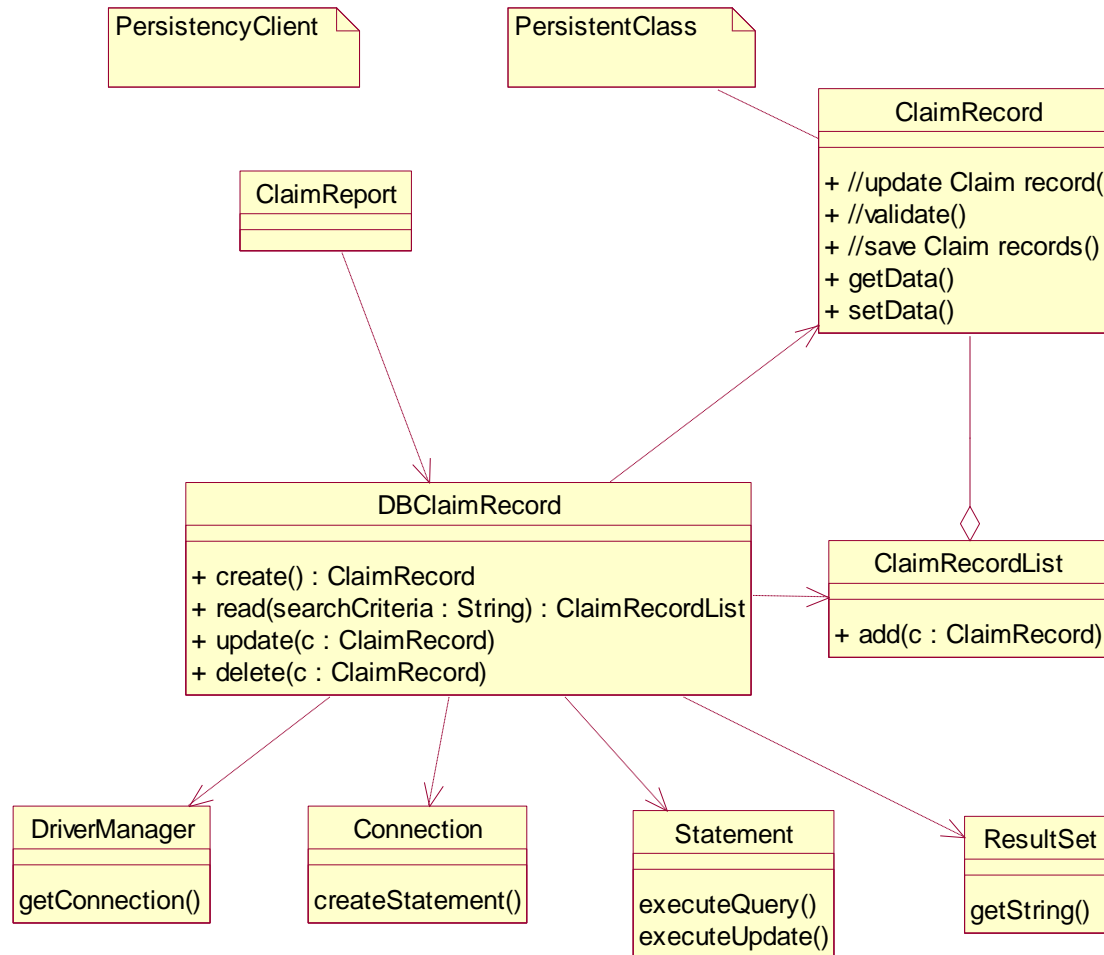 PersistencyClient
PersistentClass
ClaimRecord
+ //update Claim record(
+ //validate()
+ //save Claim records()
+ getData()
+ setData()
ClaimReport
DBClaimRecord
+ create() : ClaimRecord
+ read(searchCriteria : String) : ClaimRecordList
+ update(c : ClaimRecord)
+ delete(c : ClaimRecord)
ClaimRecordList
+ add(c : ClaimRecord)
DriverManager
getConnection()
Connection
createStatement()
Statement
executeQuery()
executeUpdate()
ResultSet
getString()